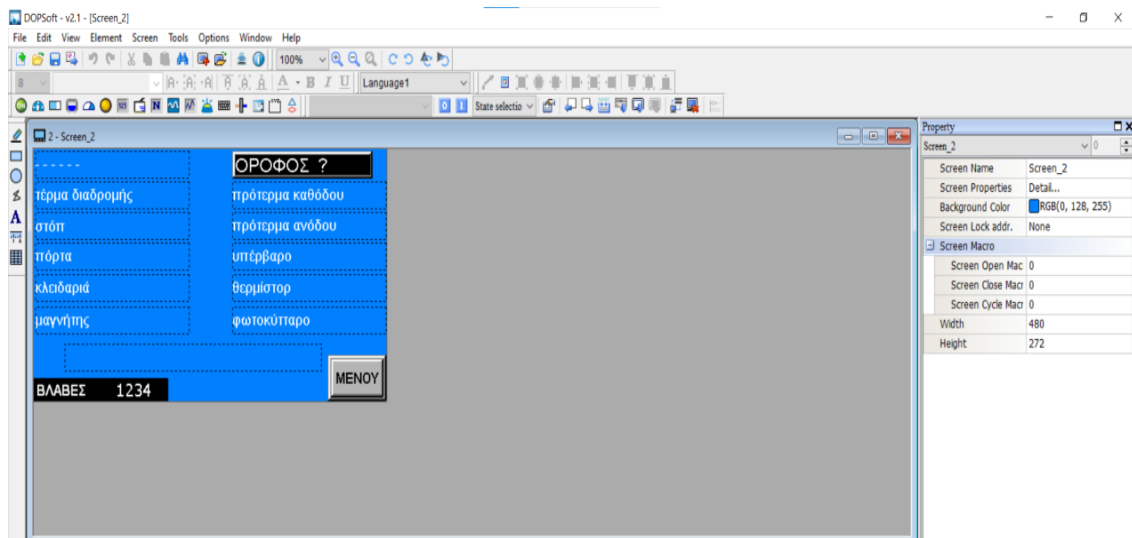 DOPSoft - v2.1 - [Screen_2]
File Edit View Element Screen Tools Options Window Help
100%
8 Language1
State selectio
2 - Screen_2
- - - - - - ΟΡΟΦΟΣ ?
τέρμα διαδρομής πρότερμα καθόδου
στόπ πρότερμα ανόδου
πόρτα υπέρβαρο
κλειδαριά θερμίστορ
μαγνήτης φωτοκύτταρο
ΜΕΝΟΥ
ΒΛΑΒΕΣ 1234
Property
Screen_2 0
Screen Name Screen_2
Screen Properties Detail...
Background Color RGB(0, 128, 255)
Screen Lock addr. None
Screen Macro
Screen Open Mac 0
Screen Close Macr 0
Screen Cycle Macr 0
Width 480
Height 272